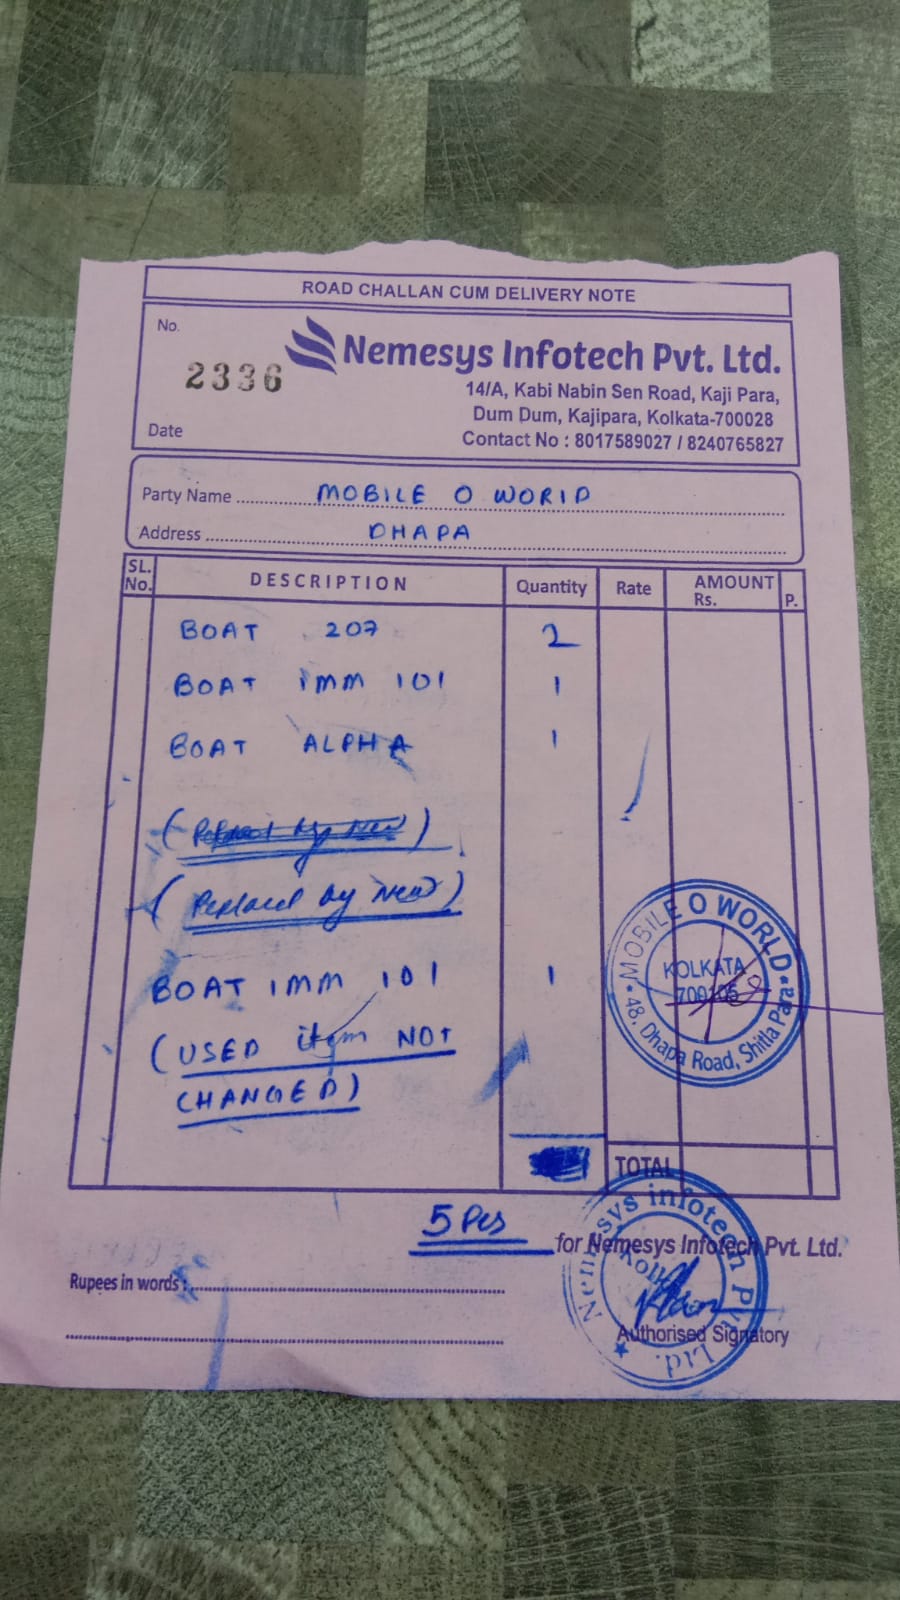 ROAD CHALLAN CUM DELIVERY NOTE
No.
2336
Nemesys Infotech Pvt. Ltd.
14/A, Kabi Nabin Sen Road, Kaji Para,
Dum Dum, Kajipara, Kolkata-700028
Date
Contact No : 8017589027 / 8240765827
Party Name MOBILE O WORlD
Address DHAPA
SL. No. DESCRIPTION Quantity Rate AMOUNT Rs. P.
BOAT 207 2
BOAT iMM 101 1
BOAT ALPHA 1
(Replaced by New)
BOAT IMM 101 1
(USED item NOT
CHANGED)
MOBILE O WORLD
KOLKATA
700105
48, Dhapa Road, Shitla Para
TOTAL
5 Pcs
for Nemesys Infotech Pvt. Ltd.
Rupees in words :
Nemesys infotech Pvt. Ltd.
Kolkata
Authorised Signatory